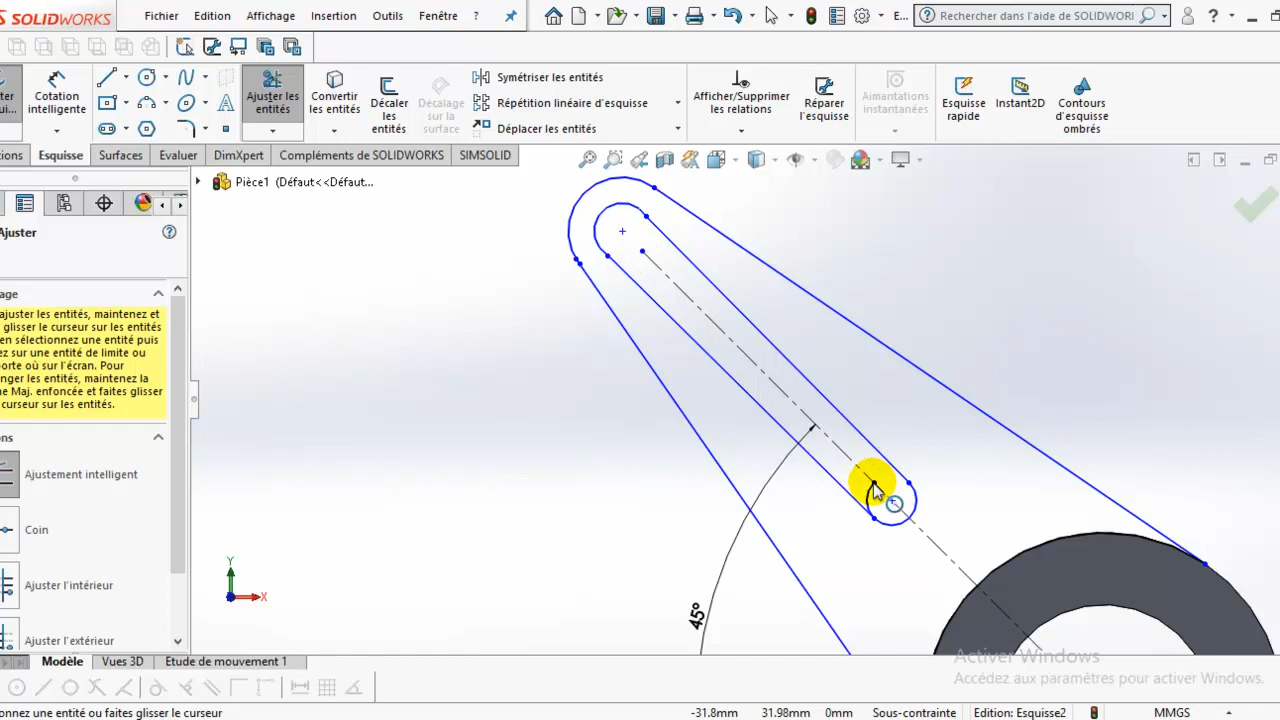 SOLIDWORKS
Fichier
Edition
Affichage
Insertion
Outils
Fenêtre
?
E...
Rechercher dans l'aide de SOLIDWORI
?
Cotation
intelligente
Ajuster les
entités
Convertir
les entités
Décaler
les
entités
Décalage
sur la
surface
Symétriser les entités
Répétition linéaire d'esquisse
Déplacer les entités
Afficher/Supprimer
les relations
Réparer
l'esquisse
Aimantations
instantanées
Esquisse
rapide
Instant2D
Contours
d'esquisse
ombrés
tions
Esquisse
Surfaces
Evaluer
DimXpert
Compléments de SOLIDWORKS
SIMSOLID
Pièce1 (Défaut<<Défaut...
Ajuster
age
ajuster les entités, maintenez et
glisser le curseur sur les entités
en sélectionnez une entité puis
ez sur une entité de limite ou
porte où sur l'écran. Pour
nger les entités, maintenez la
he Maj. enfoncée et faites glisser
curseur sur les entités.
ons
Ajustement intelligent
Coin
Ajuster l'intérieur
Ajuster l'extérieur
45°
Y
X
Modèle
Vues 3D
Etude de mouvement 1
Activer Windows
Accédez aux paramètres pour activer Windows.
onnez une entité ou faites glisser le curseur
-31.8mm
31.98mm
0mm
Sous-contrainte
Edition: Esquisse2
MMGS